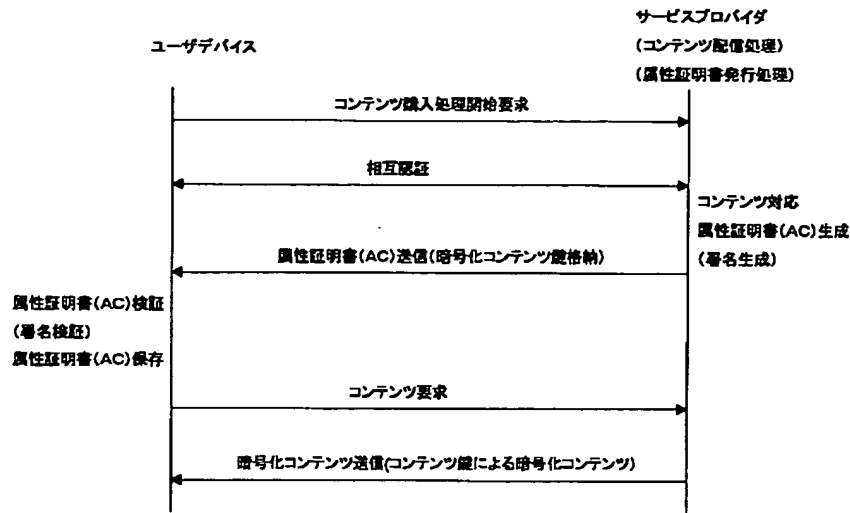 サービスプロバイダ
ユーザデバイス
(コンテンツ配信処理)
(属性証明書発行処理)
コンテンツ購入処理開始要求
相互認証
コンテンツ対応
属性証明書(AC)生成
(署名生成)
属性証明書(AC)送信(暗号化コンテンツ鍵格納)
属性証明書(AC)検証
(署名検証)
属性証明書(AC)保存
コンテンツ要求
暗号化コンテンツ送信(コンテンツ鍵による暗号化コンテンツ)